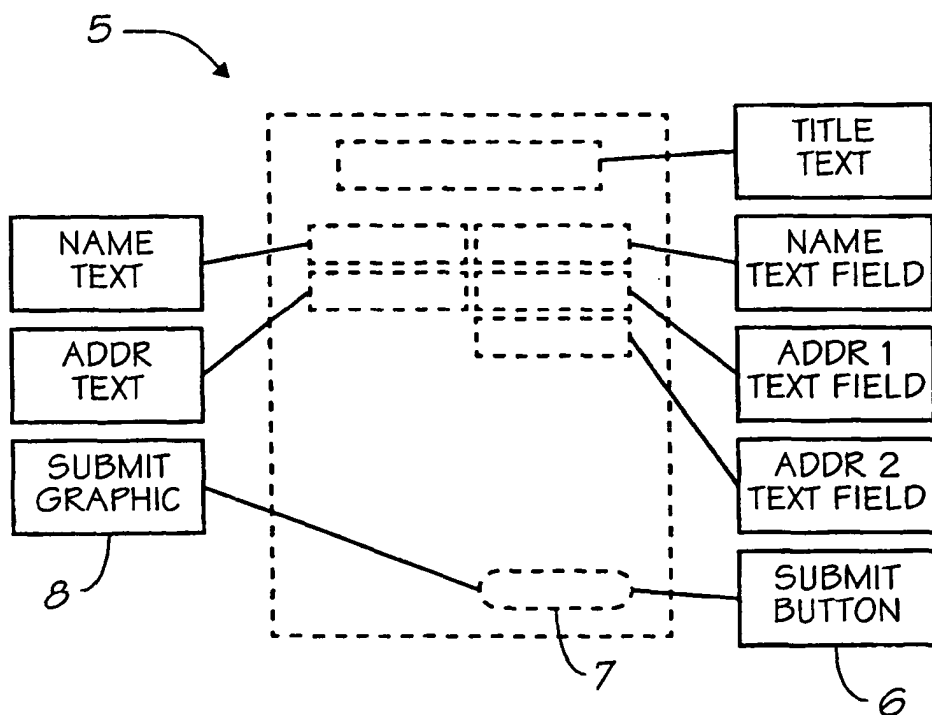 5
TITLE
TEXT
NAME
TEXT
NAME
TEXT FIELD
ADDR
TEXT
ADDR 1
TEXT FIELD
SUBMIT
GRAPHIC
ADDR 2
TEXT FIELD
SUBMIT
BUTTON
8
7
6